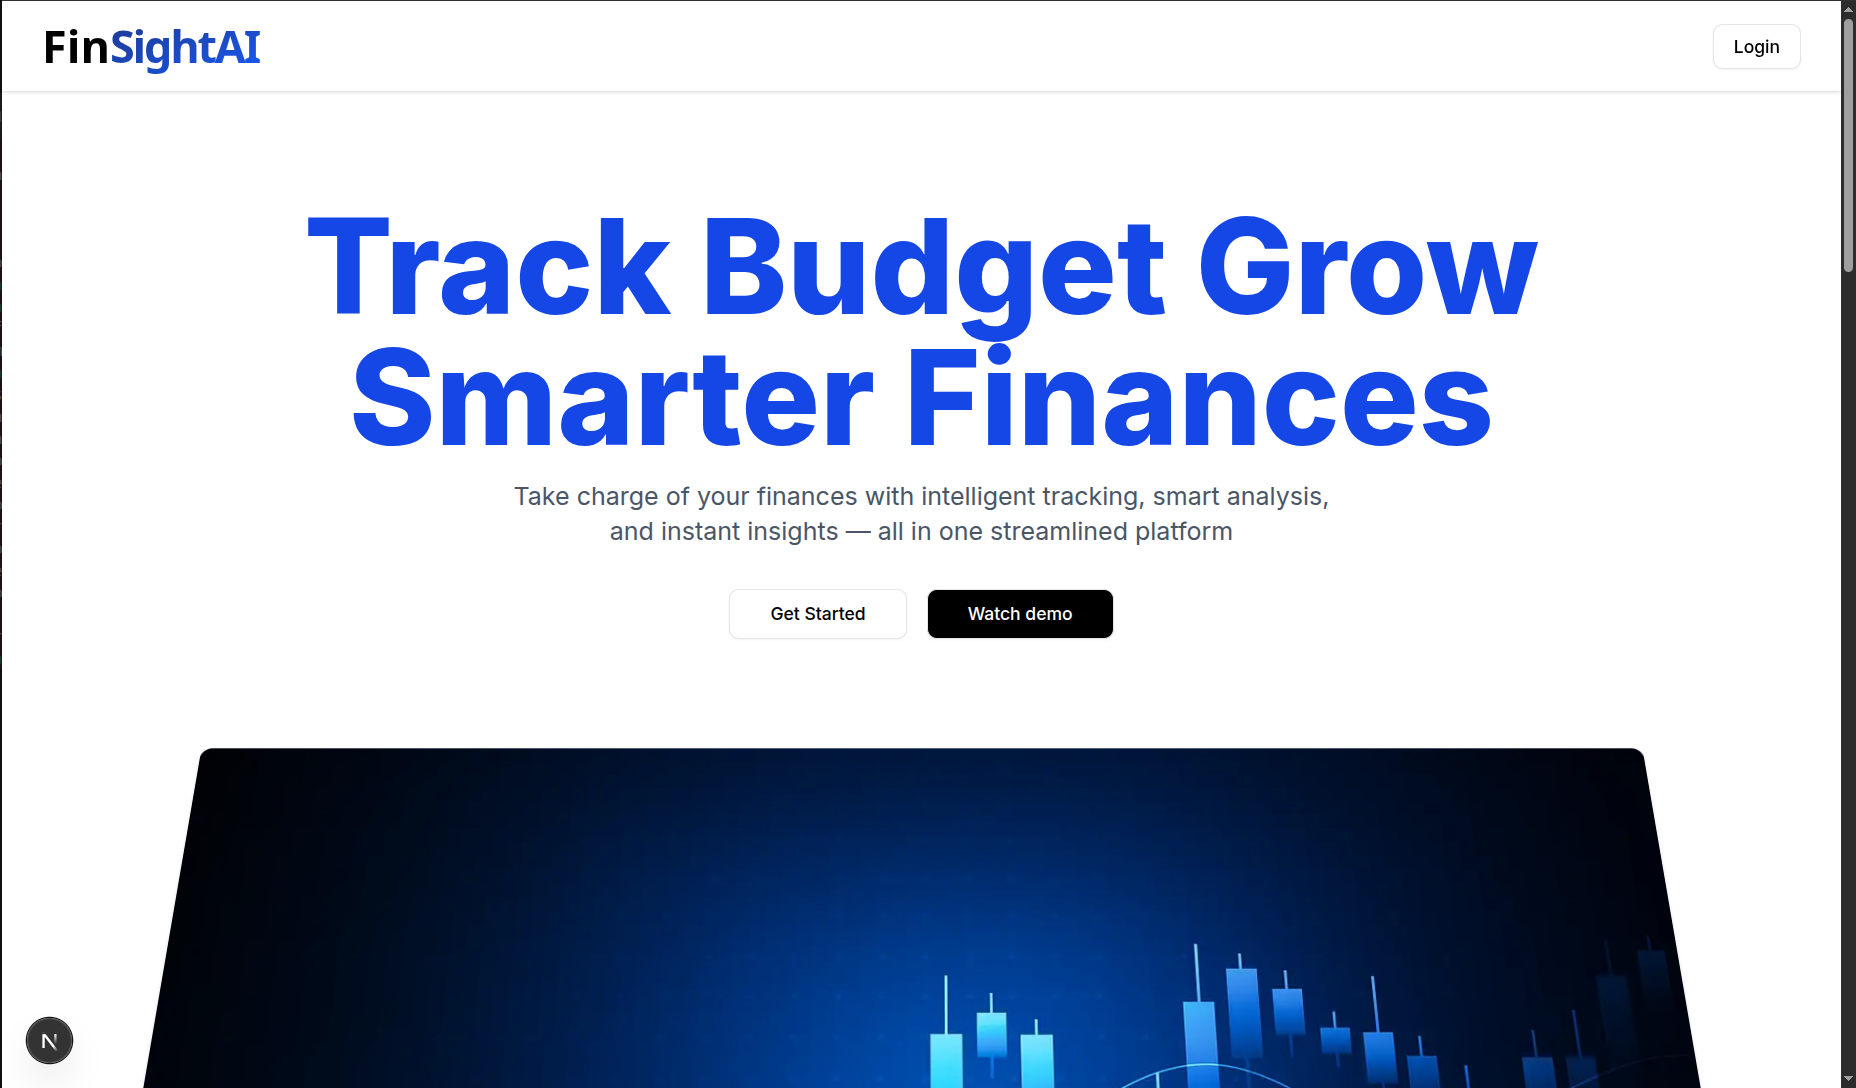 FinSightAI
Login
Track Budget Grow
Smarter Finances
Take charge of your finances with intelligent tracking, smart analysis,
and instant insights — all in one streamlined platform
Get Started
Watch demo
N